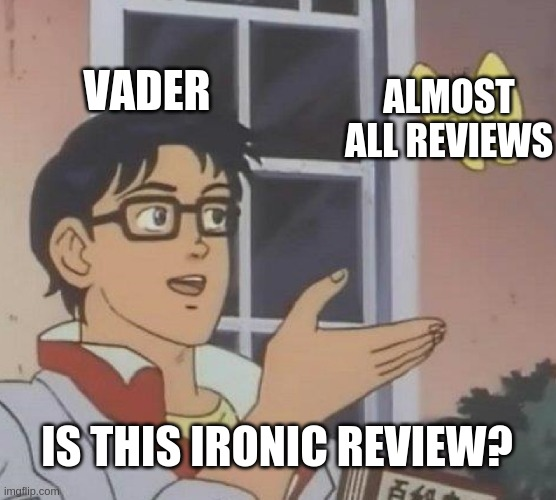 VADER
ALMOST
ALL REVIEWS
IS THIS IRONIC REVIEW?
imgflip.com